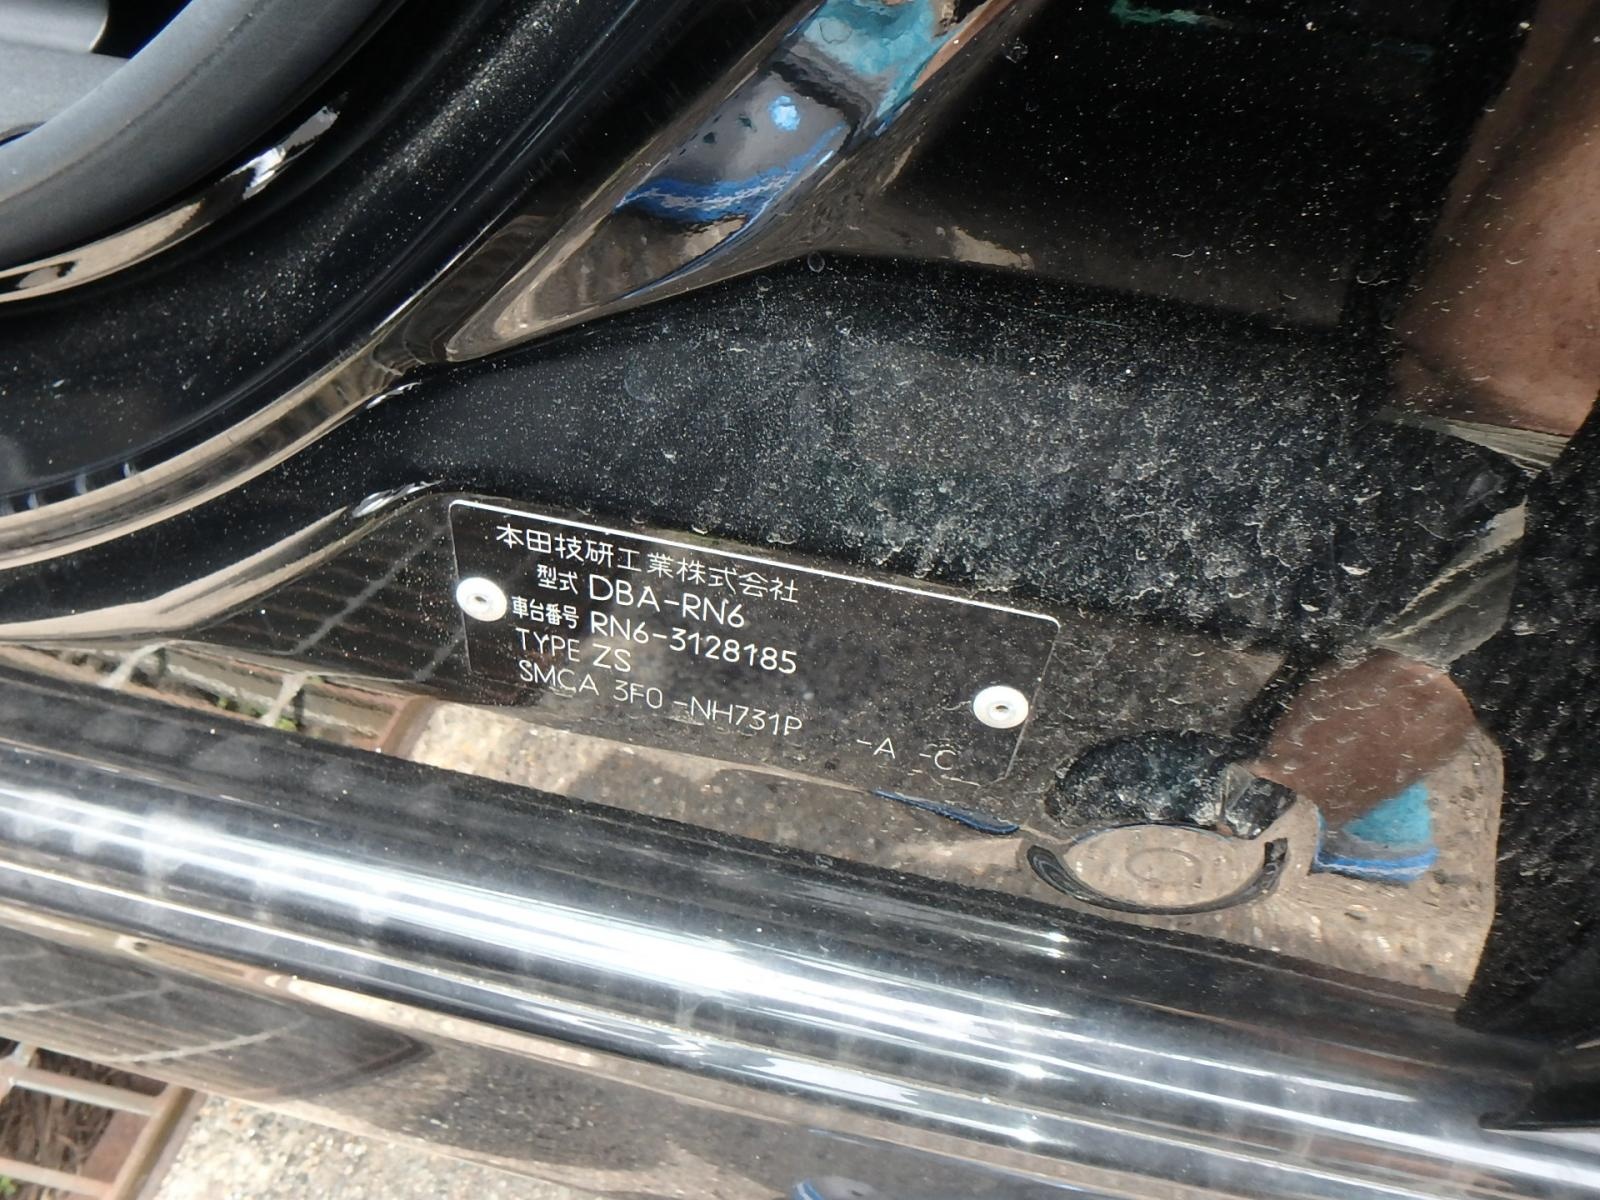 本田技研工業株式会社
型式 DBA-RN6
車台番号 RN6-3128185
TYPE ZS
SMCA 3F0 -NH731P -A -C